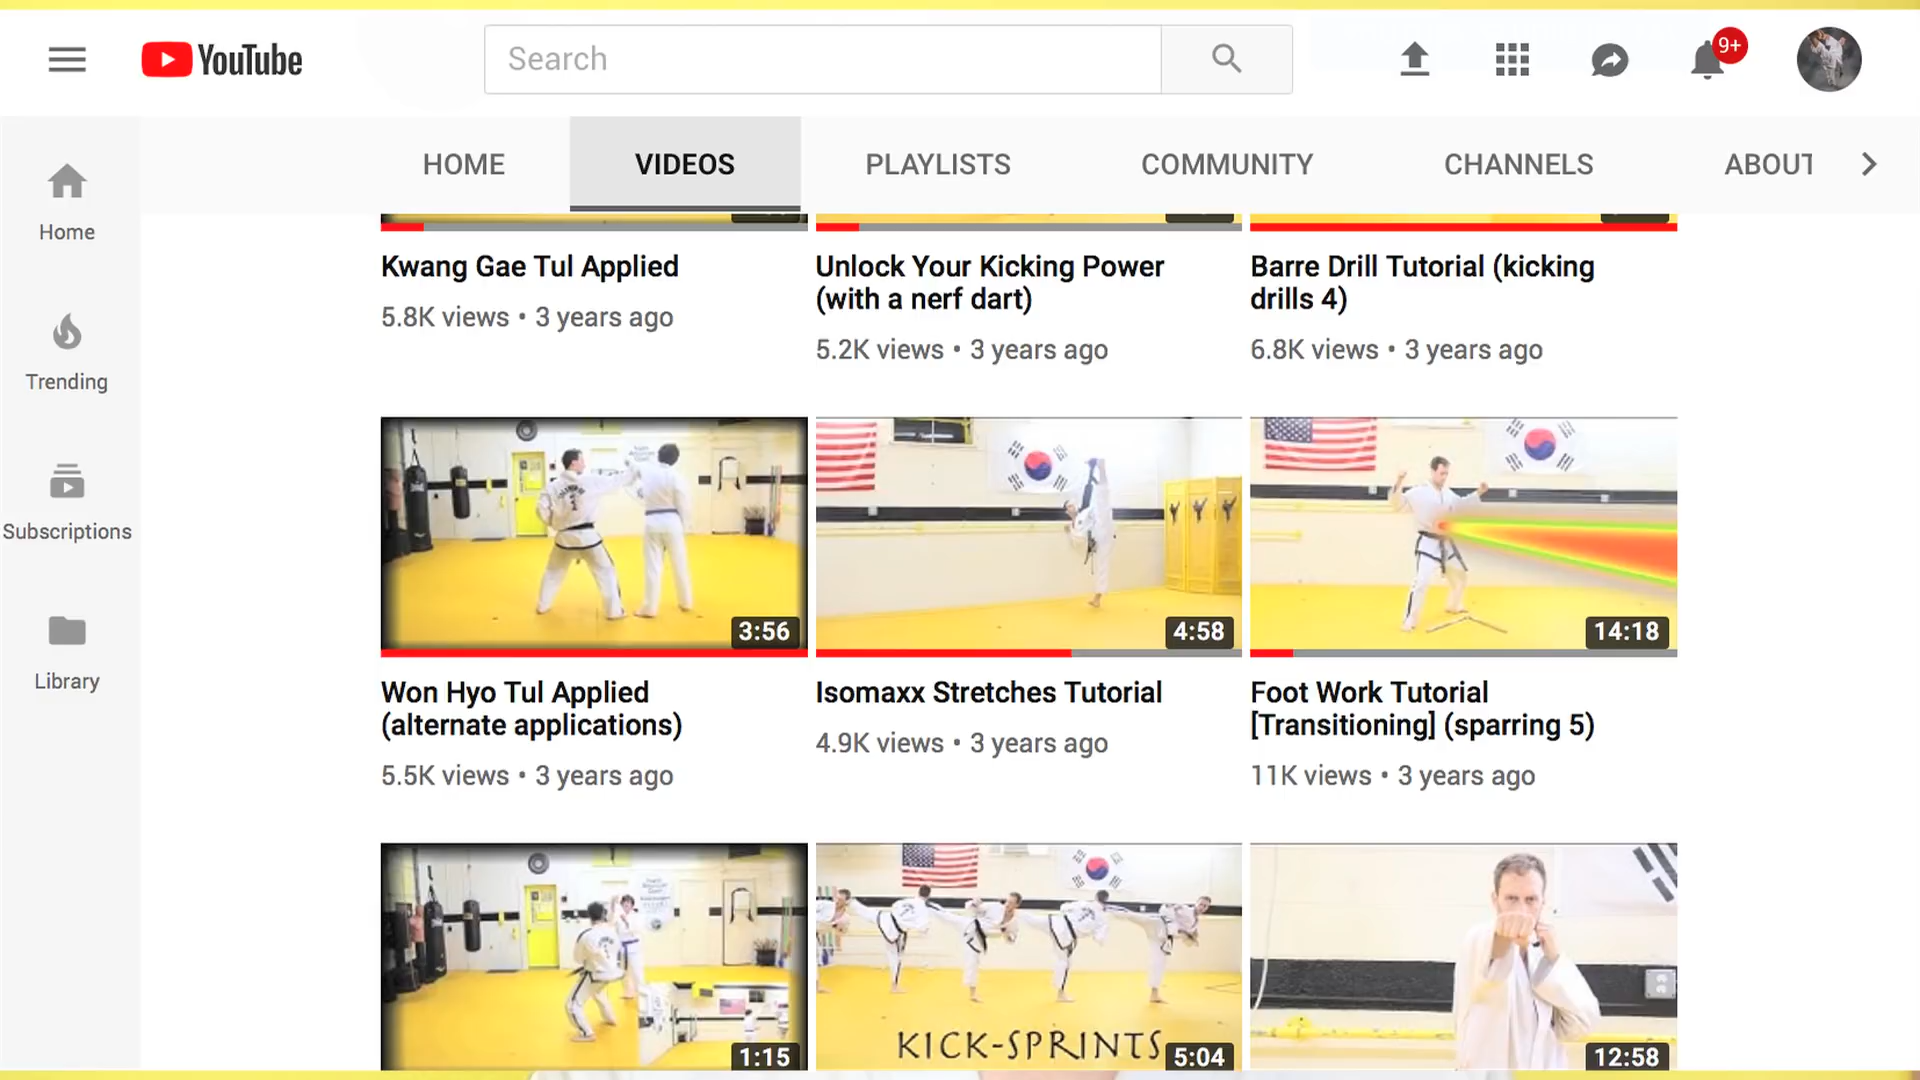 YouTube
Search
9+
HOME
VIDEOS
PLAYLISTS
COMMUNITY
CHANNELS
ABOUT
Home
Trending
Subscriptions
Library
Kwang Gae Tul Applied
5.8K views • 3 years ago
Unlock Your Kicking Power
(with a nerf dart)
5.2K views • 3 years ago
Barre Drill Tutorial (kicking
drills 4)
6.8K views • 3 years ago
3:56
Won Hyo Tul Applied
(alternate applications)
5.5K views • 3 years ago
4:58
Isomaxx Stretches Tutorial
4.9K views • 3 years ago
14:18
Foot Work Tutorial
[Transitioning] (sparring 5)
11K views • 3 years ago
1:15
KICK-SPRINTS
5:04
12:58